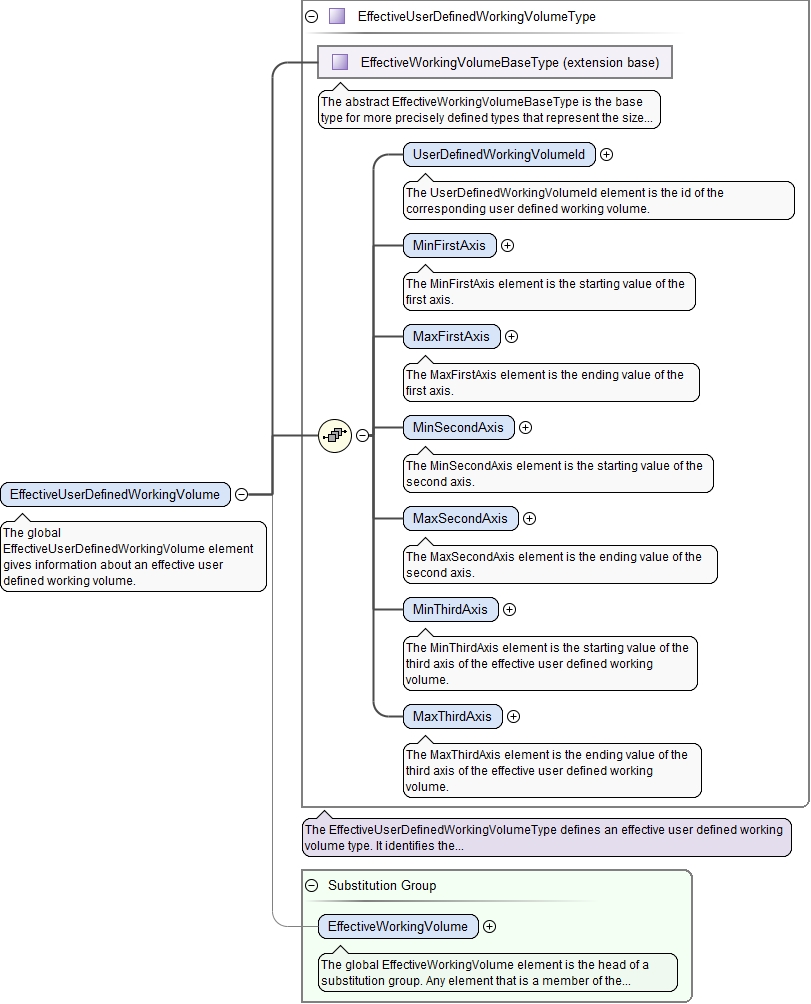 EffectiveUserDefinedWorkingVolumeType
EffectiveWorkingVolumeBaseType (extension base)
The abstract EffectiveWorkingVolumeBaseType is the base
type for more precisely defined types that represent the size...
UserDefinedWorkingVolumeId
The UserDefinedWorkingVolumeId element is the id of the
corresponding user defined working volume.
MinFirstAxis
The MinFirstAxis element is the starting value of the
first axis.
MaxFirstAxis
The MaxFirstAxis element is the ending value of the
first axis.
MinSecondAxis
The MinSecondAxis element is the starting value of the
second axis.
EffectiveUserDefinedWorkingVolume
The global
EffectiveUserDefinedWorkingVolume element
gives information about an effective user
defined working volume.
MaxSecondAxis
The MaxSecondAxis element is the ending value of the
second axis.
MinThirdAxis
The MinThirdAxis element is the starting value of the
third axis of the effective user defined working
volume.
MaxThirdAxis
The MaxThirdAxis element is the ending value of the
third axis of the effective user defined working
volume.
The EffectiveUserDefinedWorkingVolumeType defines an effective user defined working
volume type. It identifies the...
Substitution Group
EffectiveWorkingVolume
The global EffectiveWorkingVolume element is the head of a
substitution group. Any element that is a member of the...